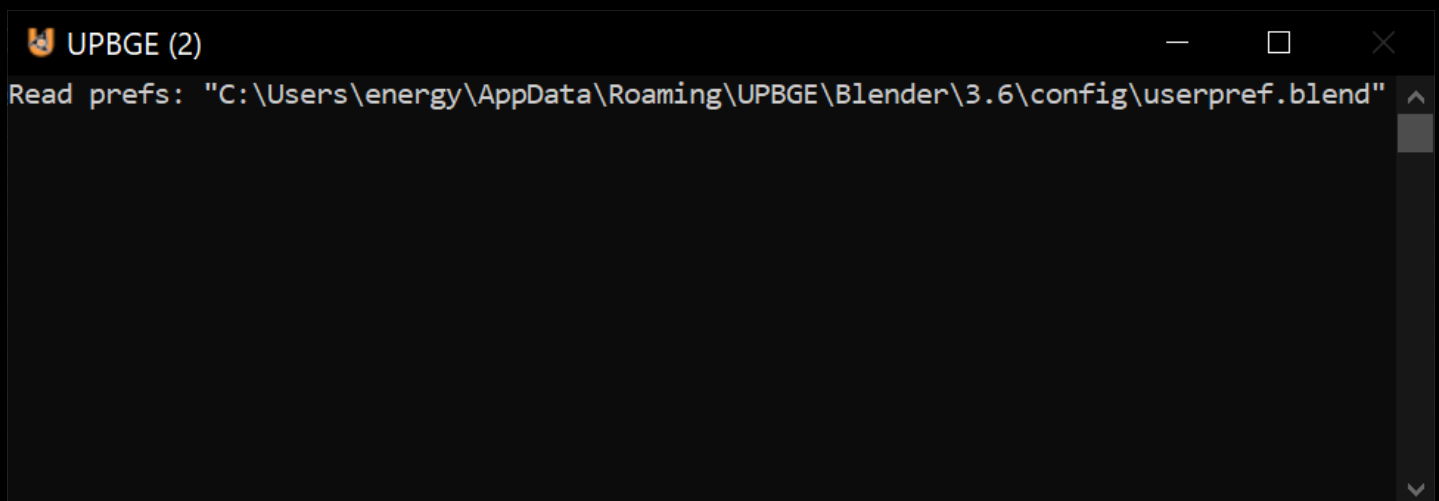 UPBGE (2)
Read prefs: "C:\Users\energy\AppData\Roaming\UPBGE\Blender\3.6\config\userpref.blend"